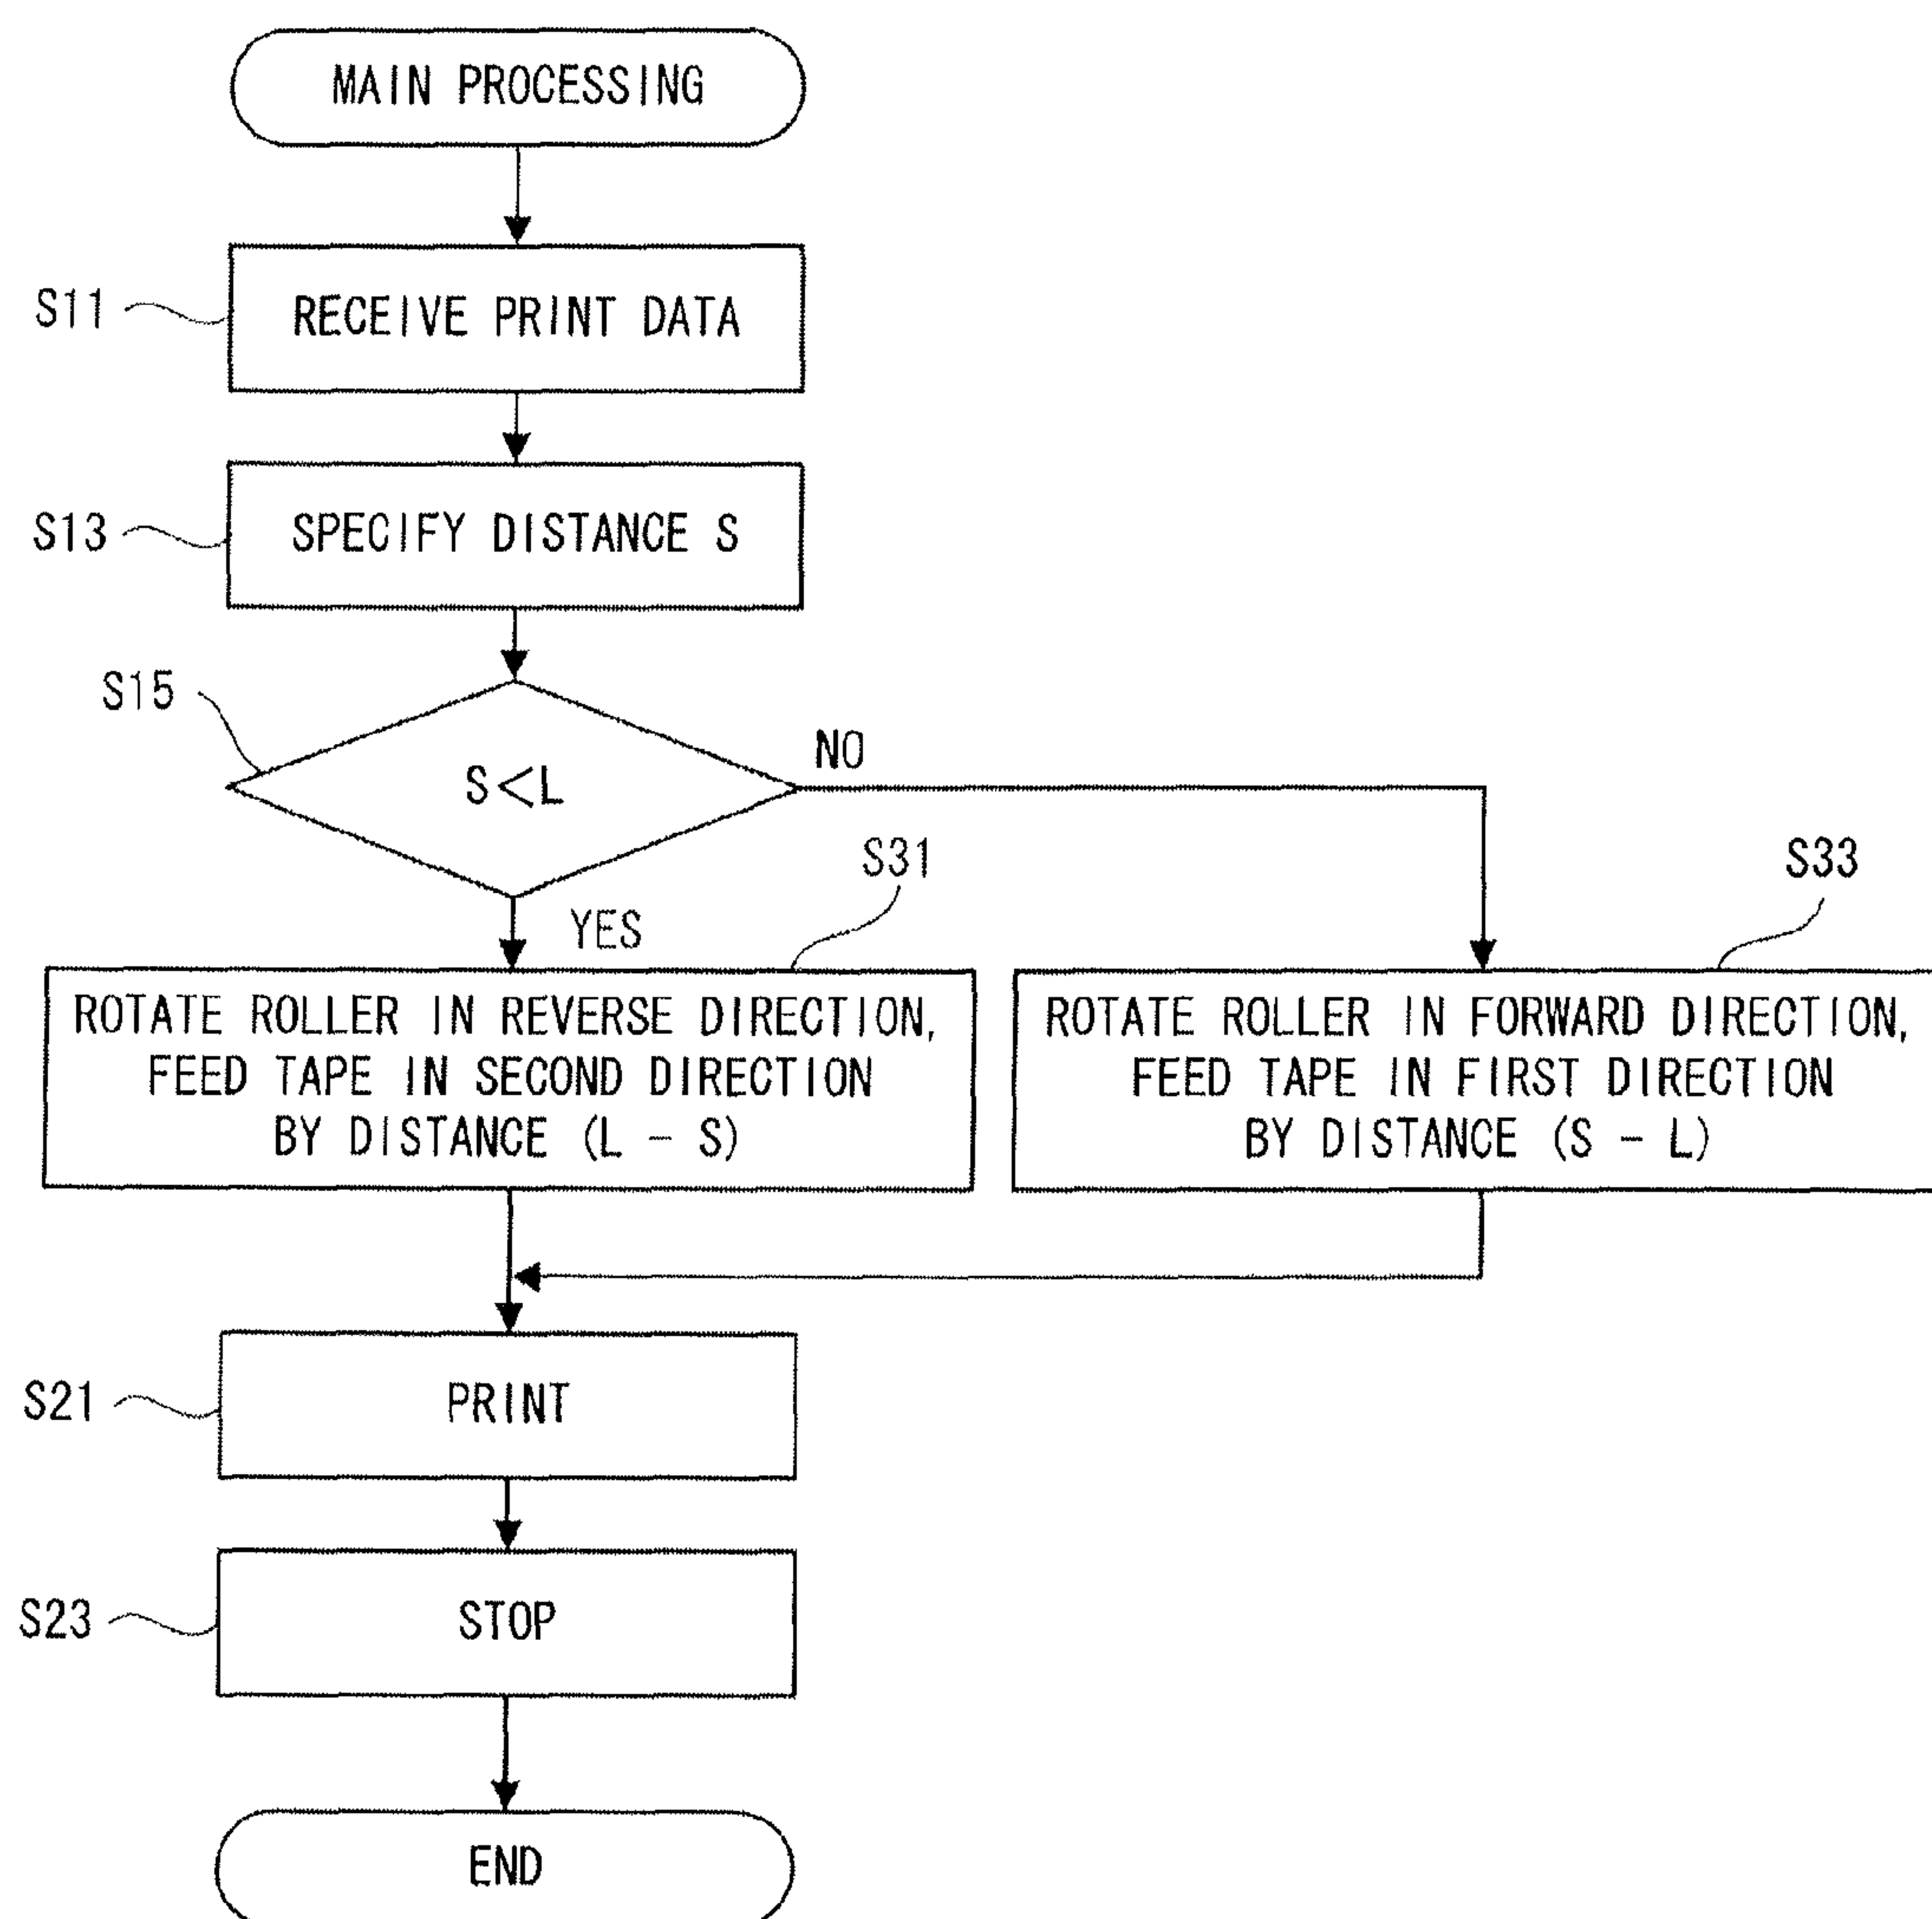 MAIN PROCESSING
S11
RECEIVE PRINT DATA
S13
SPECIFY DISTANCE S
S15
S<L
NO
YES
S31
ROTATE ROLLER IN REVERSE DIRECTION,
FEED TAPE IN SECOND DIRECTION
BY DISTANCE (L - S)
S33
ROTATE ROLLER IN FORWARD DIRECTION,
FEED TAPE IN FIRST DIRECTION
BY DISTANCE (S - L)
S21
PRINT
S23
STOP
END